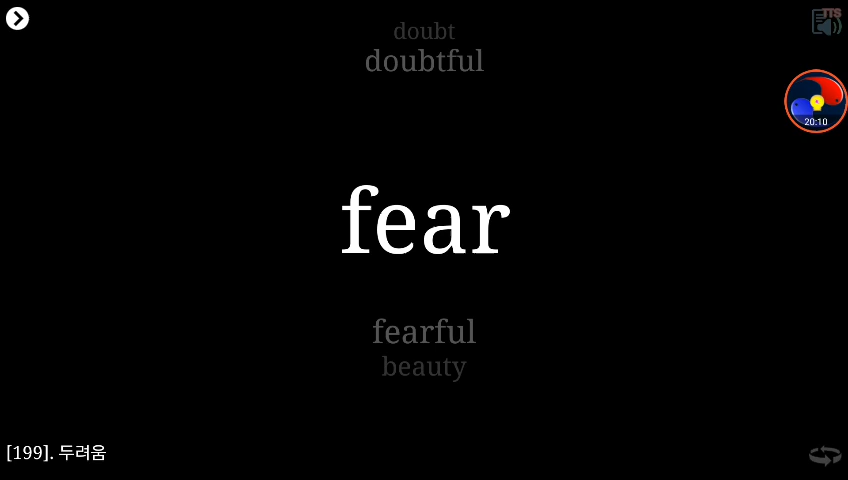 doubt
TTS
doubtful
20:10
fear
fearful
beauty
[199]. 두려움